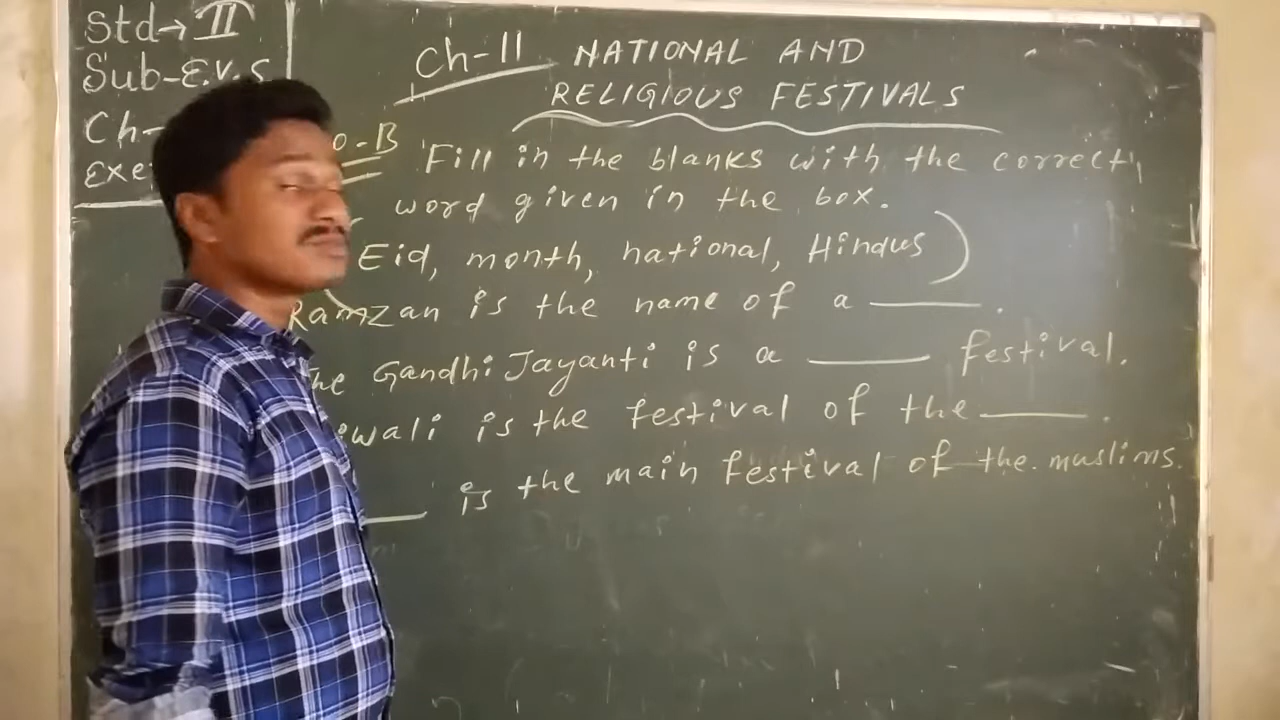 Std→II
Sub-E.V.S
Ch-
Exe
Ch-11 NATIONAL AND
RELIGIOUS FESTIVALS
o-B Fill in the blanks with the correct
word given in the box.
Eid, month, national, Hindus)
Ramzan is the name of a ______.
he Gandhi Jayanti is a ______ festival.
iwali is the festival of the ______.
______ is the main festival of the muslims.